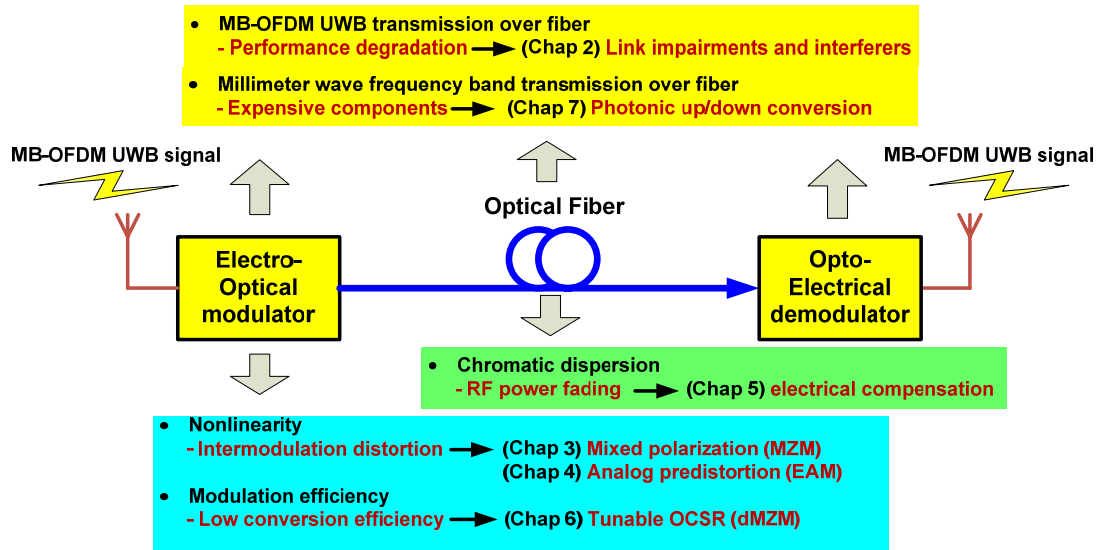 • MB-OFDM UWB transmission over fiber
- Performance degradation (Chap 2) Link impairments and interferers
• Millimeter wave frequency band transmission over fiber
- Expensive components (Chap 7) Photonic up/down conversion
MB-OFDM UWB signal
MB-OFDM UWB signal
Optical Fiber
Electro-
Optical
modulator
Opto-
Electrical
demodulator
• Chromatic dispersion
- RF power fading (Chap 5) electrical compensation
• Nonlinearity
- Intermodulation distortion (Chap 3) Mixed polarization (MZM)
(Chap 4) Analog predistortion (EAM)
• Modulation efficiency
- Low conversion efficiency (Chap 6) Tunable OCSR (dMZM)